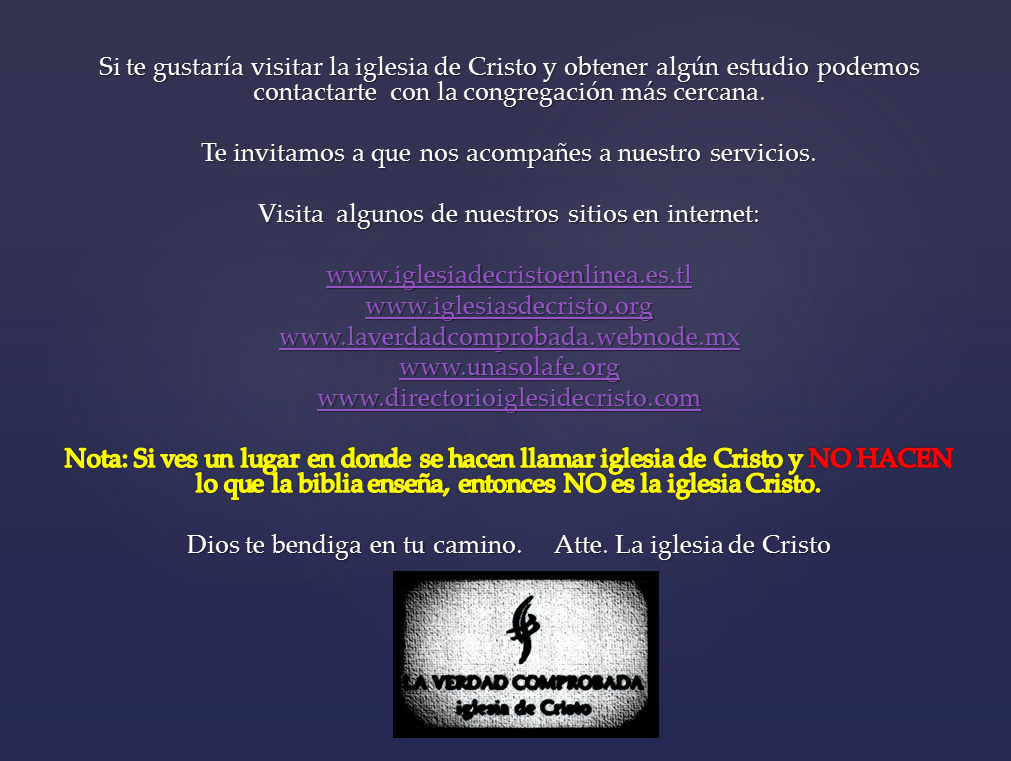 Si te gustaría visitar la iglesia de Cristo y obtener algún estudio podemos
contactarte con la congregación más cercana.
Te invitamos a que nos acompañes a nuestro servicios.
Visita algunos de nuestros sitios en internet:
www.iglesiadecristoenlinea.es.tl
www.iglesiasdecristo.org
www.laverdadcomprobada.webnode.mx
www.unasolafe.org
www.directorioiglesidecristo.com
Nota: Si ves un lugar en donde se hacen llamar iglesia de Cristo y NO HACEN
lo que la biblia enseña, entonces NO es la iglesia Cristo.
Dios te bendiga en tu camino. Atte. La iglesia de Cristo
LA VERDAD COMPROBADA
iglesia de Cristo